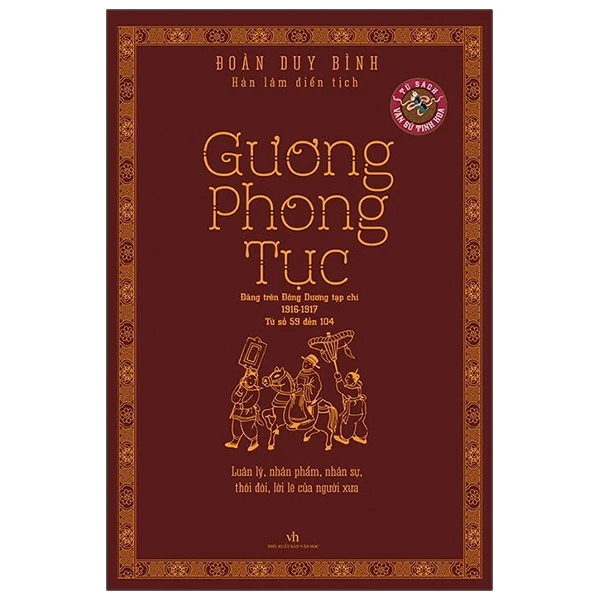 ĐOÀN DUY BÌNH
Hàn lâm điển tịch
TỦ SÁCH
VĂN SỬ TINH HOA
Gương
Phong
Tục
Đăng trên Đông Dương tạp chí
1916-1917
Từ số 59 đến 104
Luân lý, nhân phẩm, nhân sự,
thói đời, lời lẽ của người xưa
vh
NHÀ XUẤT BẢN VĂN HỌC